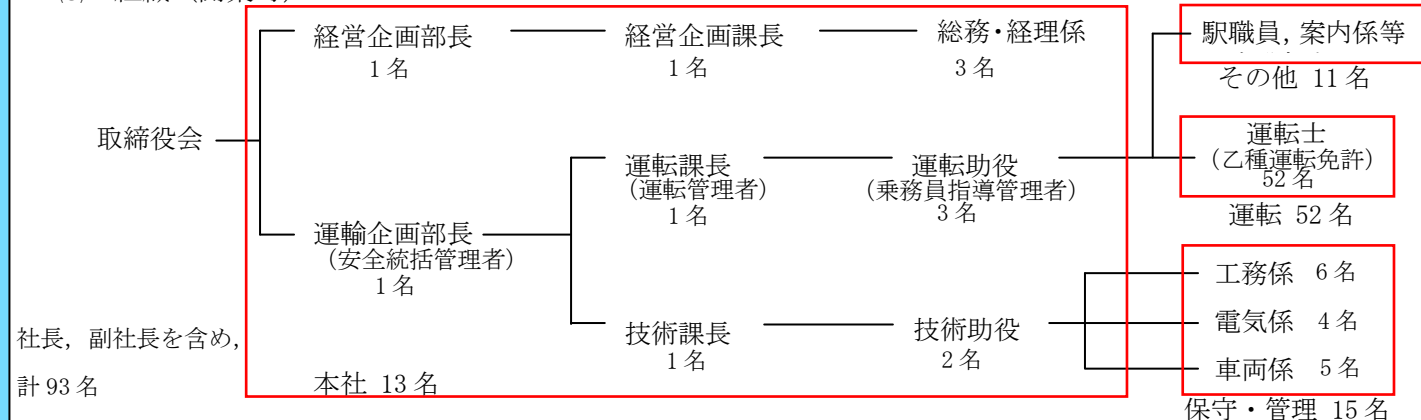 経営企画部長
1名
経営企画課長
1名
総務・経理係
3名
駅職員,案内係等
その他 11名
取締役会
運転課長
(運転管理者)
1名
運転助役
(乗務員指導管理者)
3名
運転士
(乙種運転免許)
52名
運転 52名
運輸企画部長
(安全統括管理者)
1名
技術課長
1名
技術助役
2名
工務係 6名
電気係 4名
車両係 5名
保守・管理 15名
社長,副社長を含め,
計93名
本社 13名